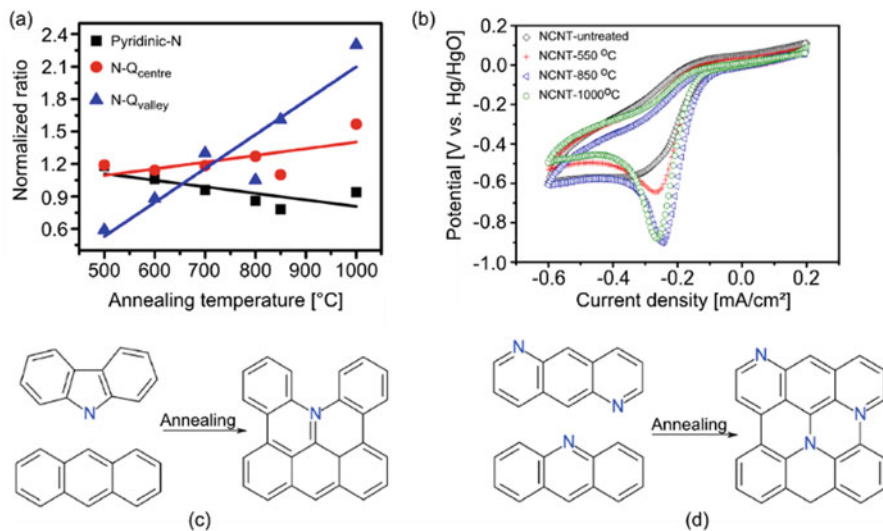 (a)
Pyridinic-N
N-Qcentre
N-Qvalley
Normalized ratio
2.4
2.1
1.8
1.5
1.2
0.9
0.6
500 600 700 800 900 1000
Annealing temperature [°C]
(b)
NCNT-untreated
NCNT-550 °C
NCNT-850 °C
NCNT-1000°C
Potential [V vs. Hg/HgO]
0.2
0.0
-0.2
-0.4
-0.6
-0.8
-1.0
-0.6 -0.4 -0.2 0.0 0.2
Current density [mA/cm²]
N
Annealing
N
(c)
N
N
N
Annealing
N
N
N
(d)